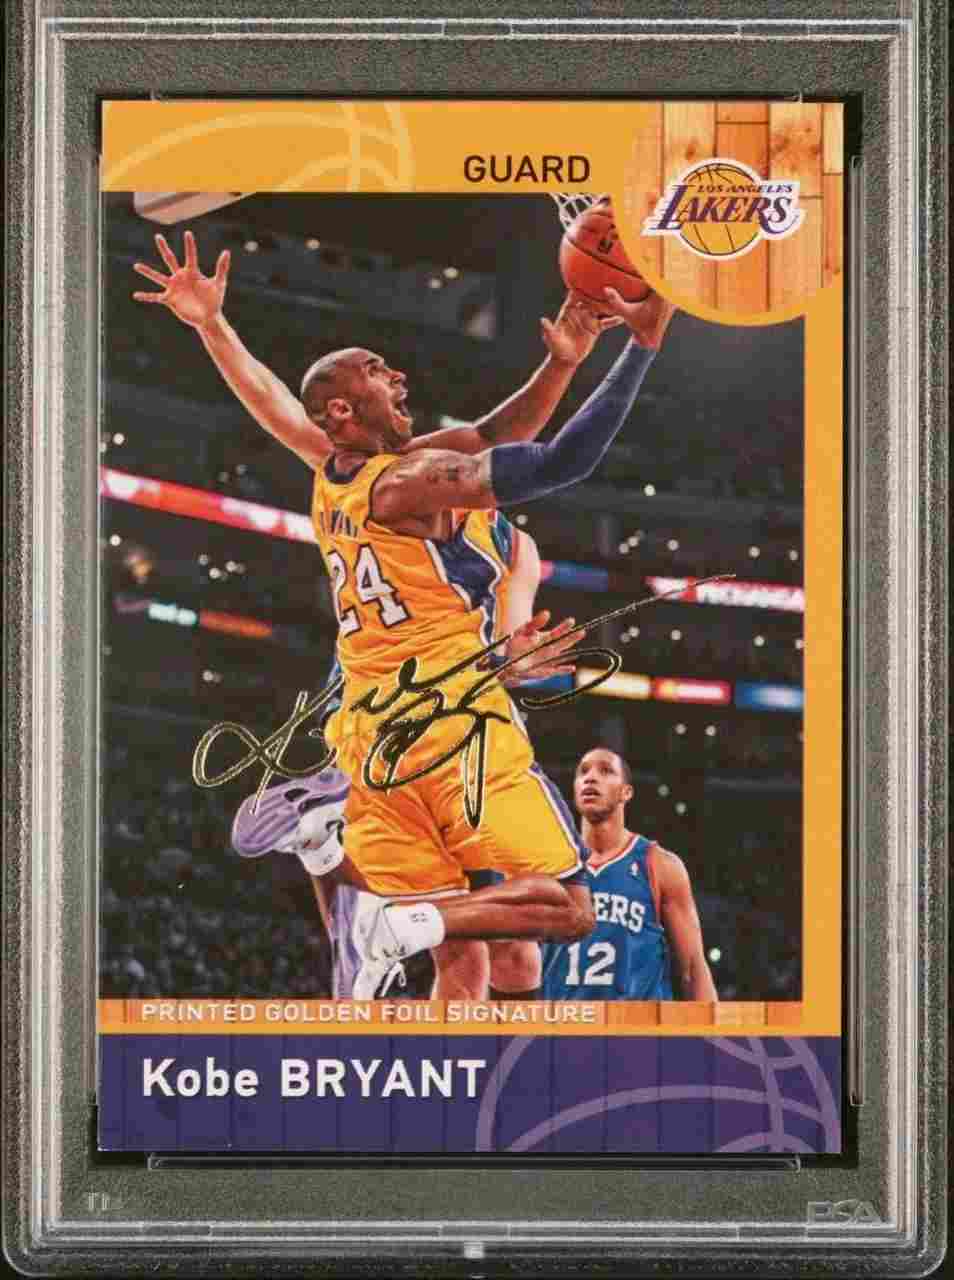 GUARD
LOS ANGELES
LAKERS
24
ERS
12
PRINTED GOLDEN FOIL SIGNATURE
Kobe BRYANT
PSA